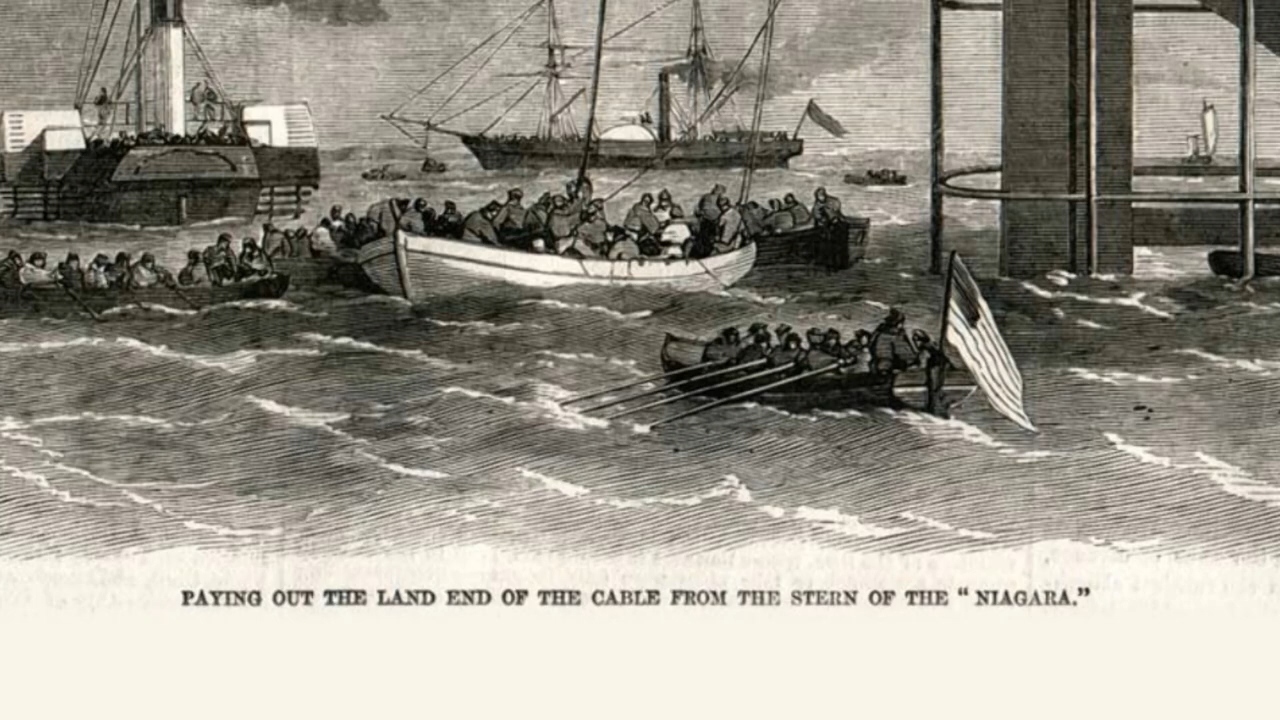 PAYING OUT THE LAND END OF THE CABLE FROM THE STERN OF THE "NIAGARA."